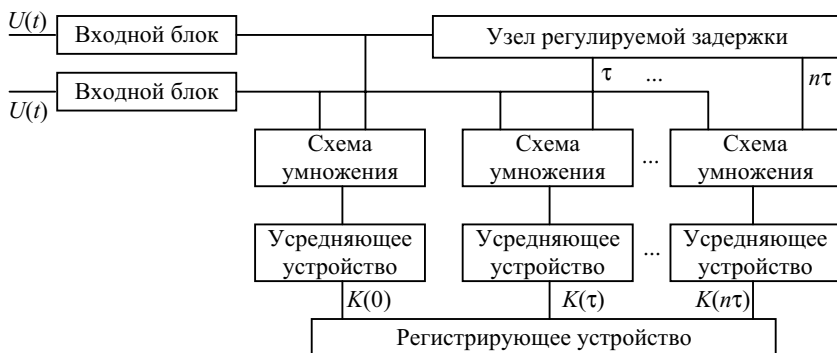 U(t)
Входной блок
Узел регулируемой задержки
U(t)
Входной блок
τ ... nτ
Схема умножения
Схема умножения
...
Схема умножения
Усредняющее устройство
Усредняющее устройство
...
Усредняющее устройство
K(0)
K(τ)
K(nτ)
Регистрирующее устройство